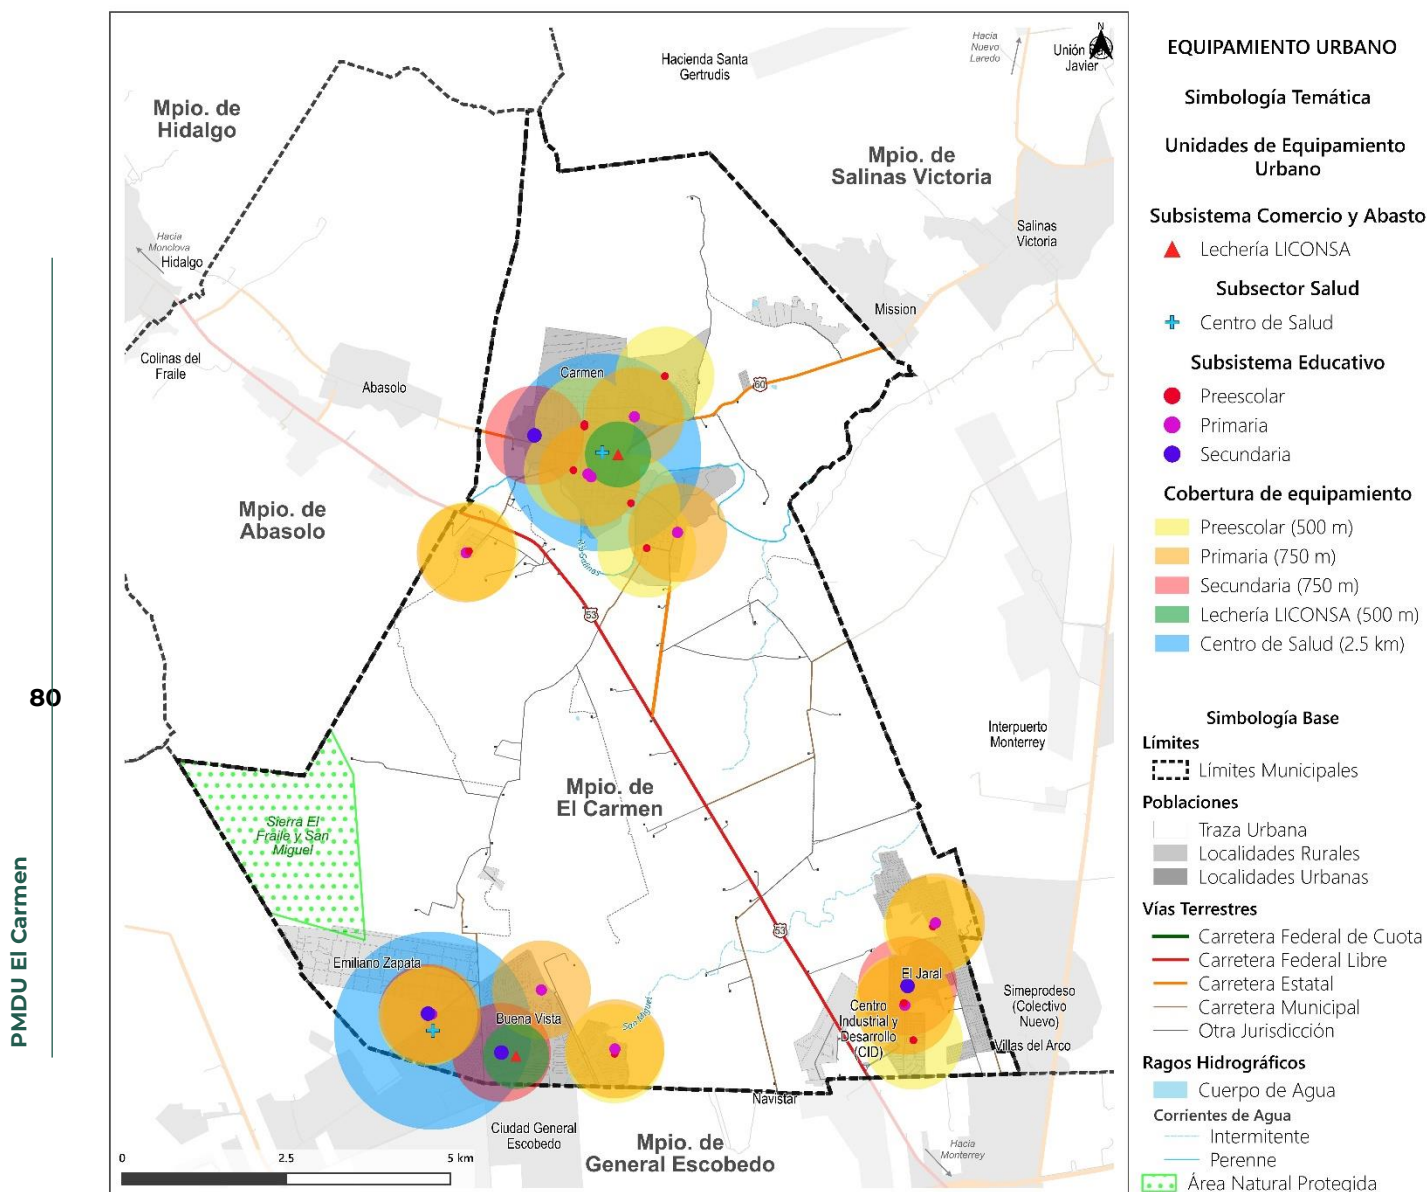 Mpio. de
Hidalgo
Hacienda Santa
Gertrudis
Hacia
Nuevo
Laredo
N
Unión
Javier
Mpio. de
Salinas Victoria
Hacia
Monclova
Hidalgo
Salinas
Victoria
Mission
Colinas del
Fraile
Abasolo
Carmen
60
Mpio. de
Abasolo
53
Interpuerto
Monterrey
Mpio. de
El Carmen
Sierra El
Fraile y San
Miguel
53
Emiliano Zapata
Buena Vista
San Miguel
El Jaral
Centro
Industrial y
Desarrollo
(CID)
Simeprodeso
(Colectivo
Nuevo)
Villas del Arco
Navistar
Ciudad General
Escobedo
Mpio. de
General Escobedo
Hacia
Monterrey
0 2.5 5 km
80
PMDU El Carmen
EQUIPAMIENTO URBANO
Simbología Temática
Unidades de Equipamiento
Urbano
Subsistema Comercio y Abasto
Lechería LICONSA
Subsector Salud
Centro de Salud
Subsistema Educativo
Preescolar
Primaria
Secundaria
Cobertura de equipamiento
Preescolar (500 m)
Primaria (750 m)
Secundaria (750 m)
Lechería LICONSA (500 m)
Centro de Salud (2.5 km)
Simbología Base
Límites
Límites Municipales
Poblaciones
Traza Urbana
Localidades Rurales
Localidades Urbanas
Vías Terrestres
Carretera Federal de Cuota
Carretera Federal Libre
Carretera Estatal
Carretera Municipal
Otra Jurisdicción
Ragos Hidrográficos
Cuerpo de Agua
Corrientes de Agua
Intermitente
Perenne
Área Natural Protegida